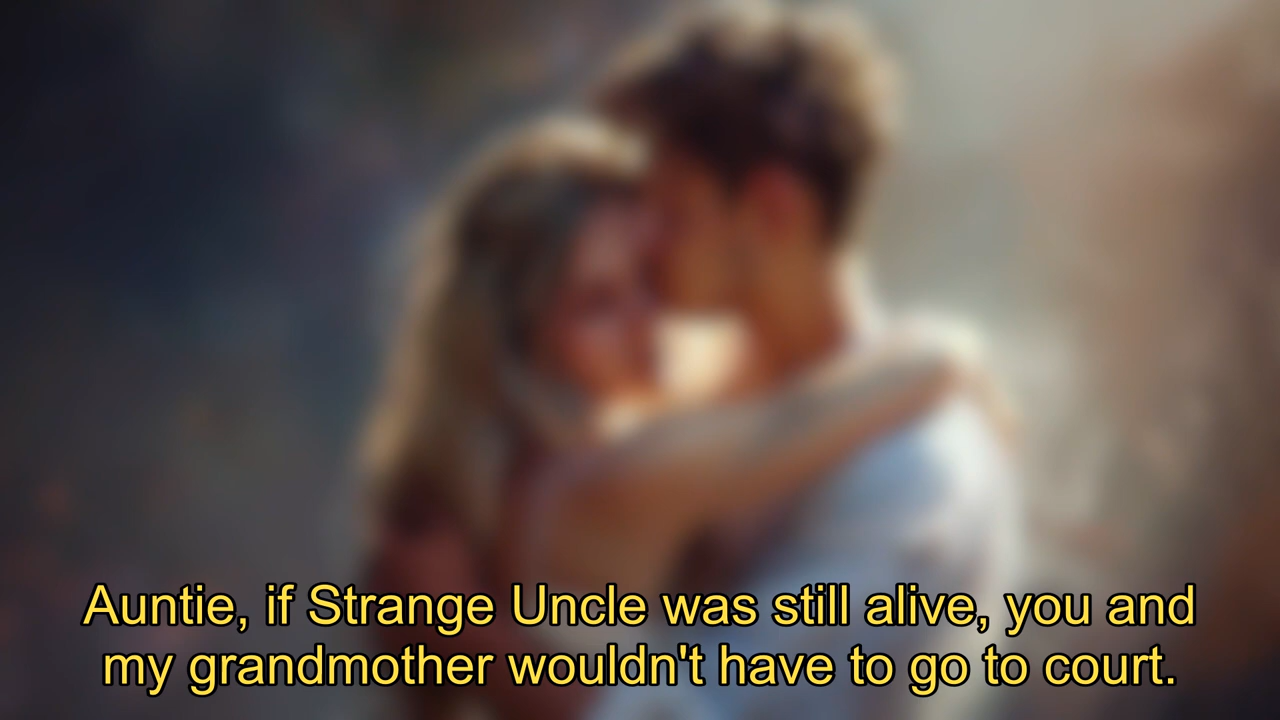 Auntie, if Strange Uncle was still alive, you and
my grandmother wouldn't have to go to court.